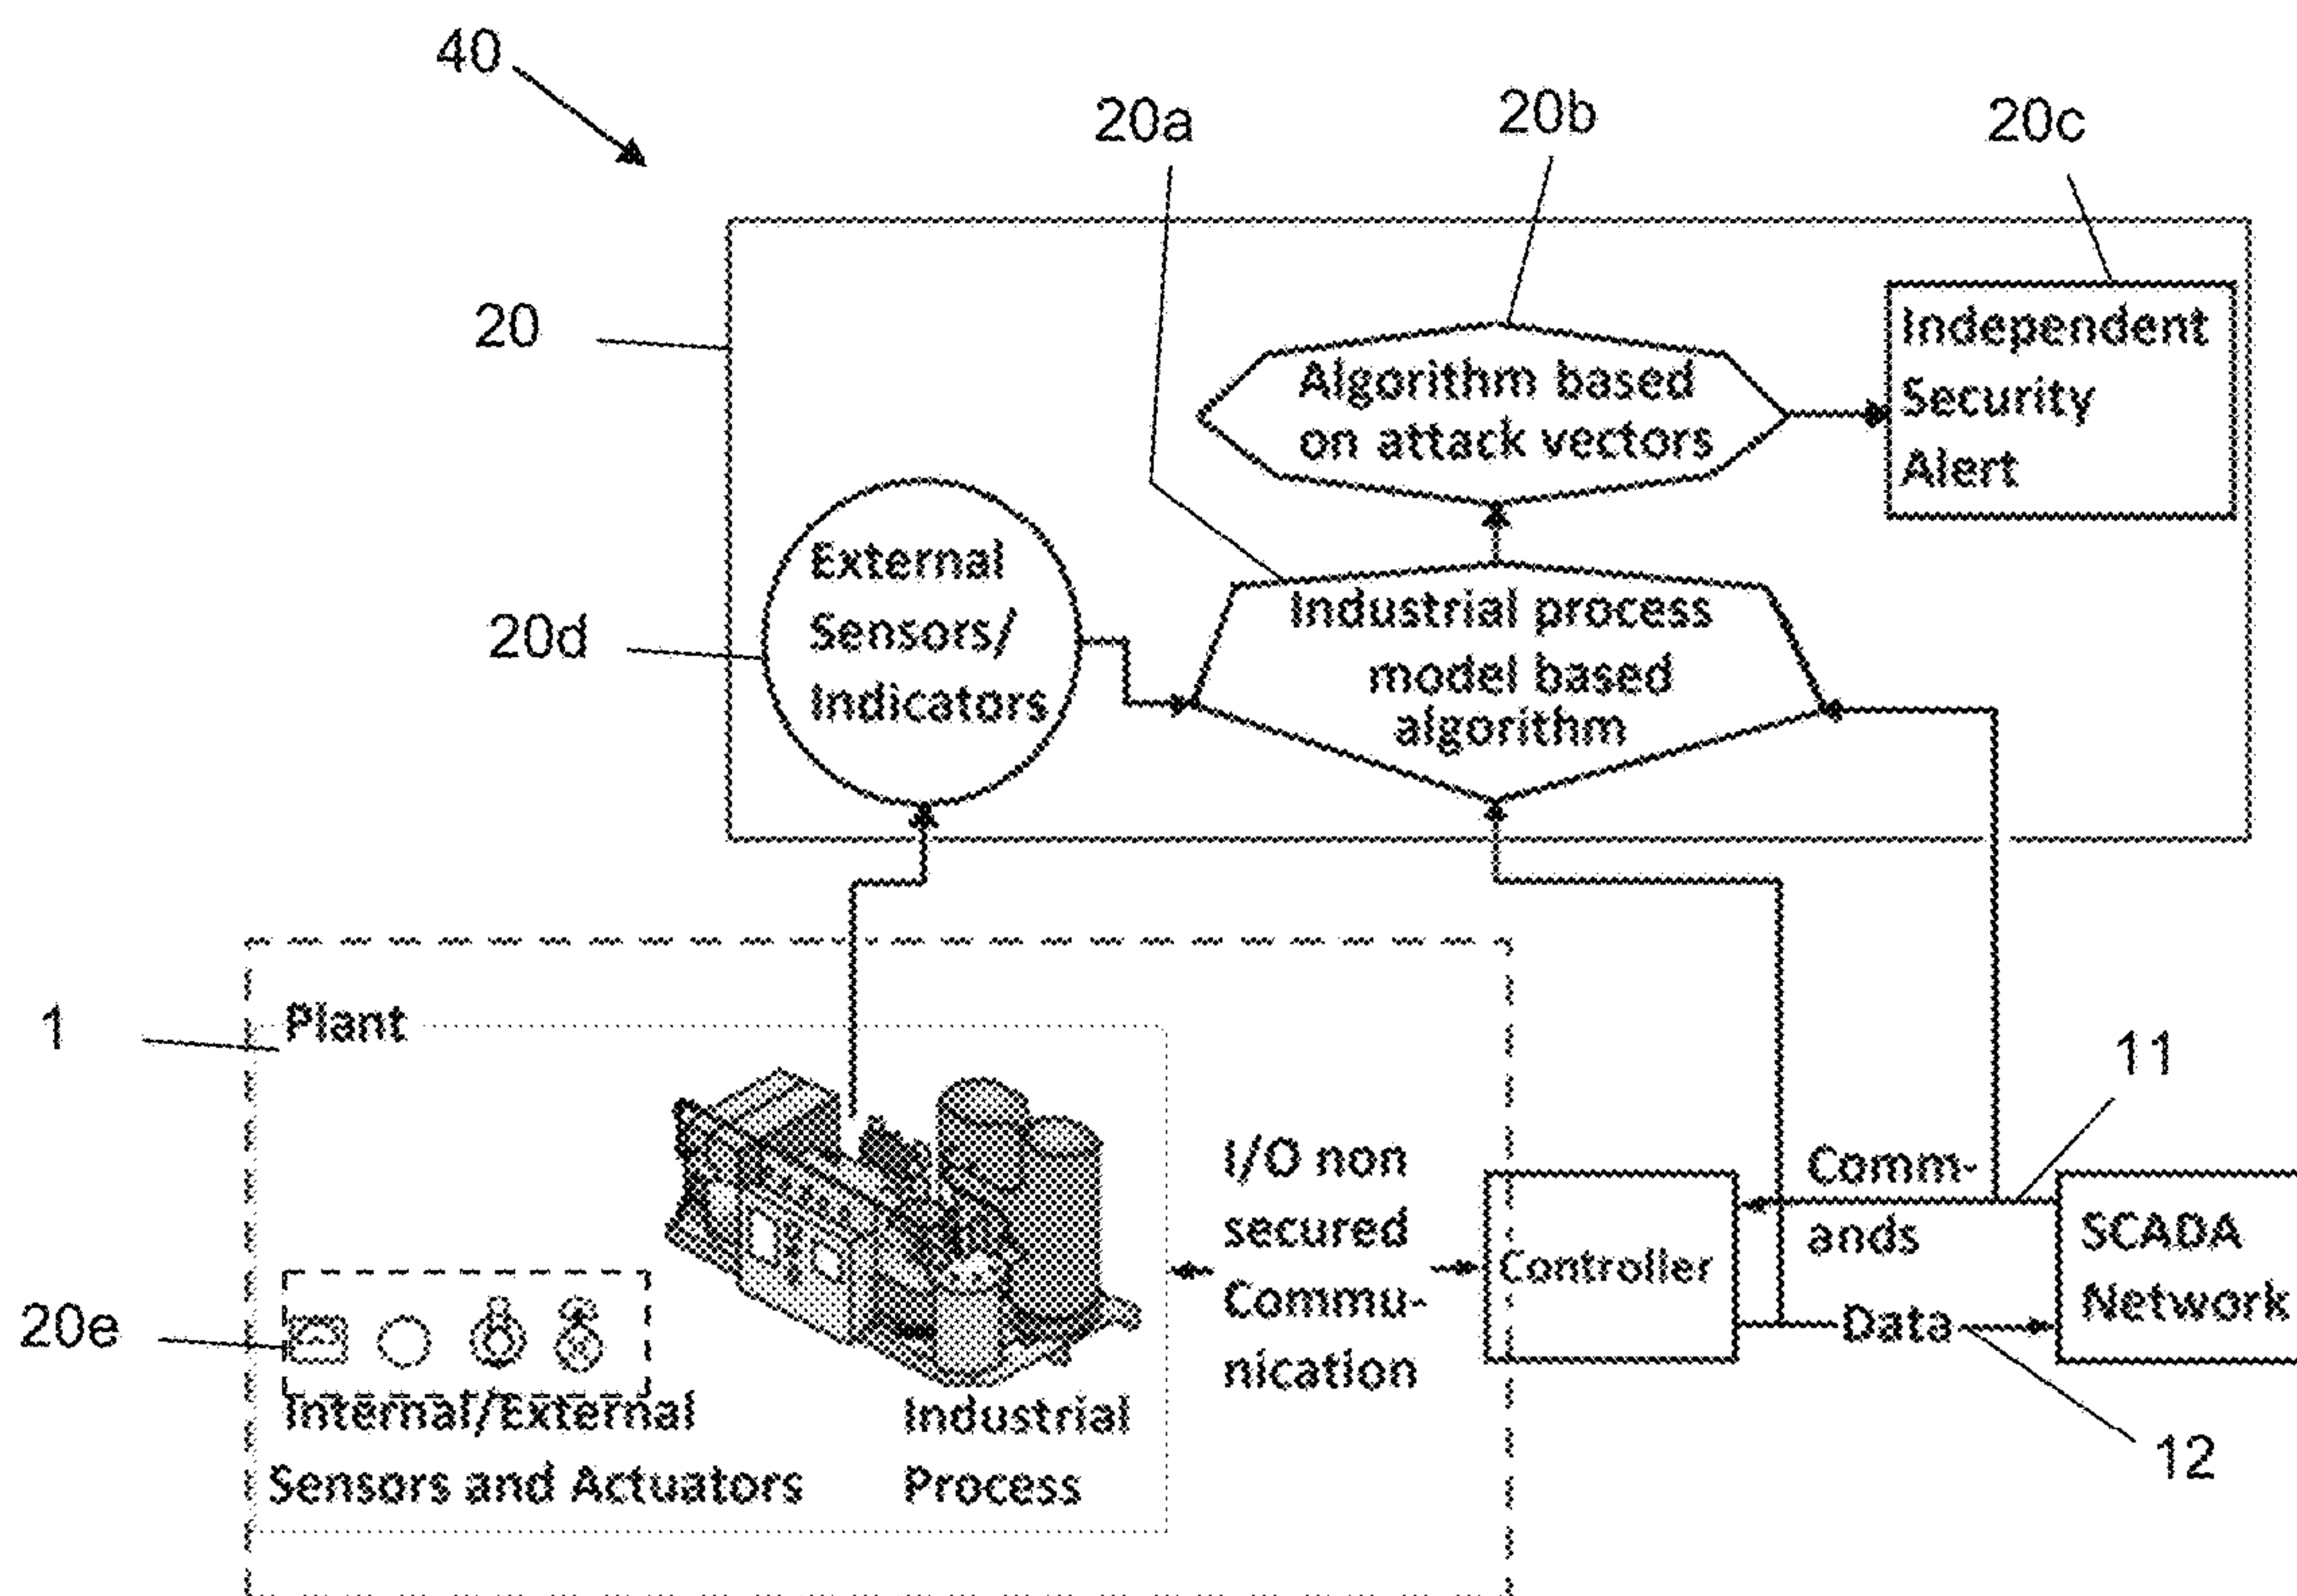 40
20a
20b
20c
20
Independent
Security
Alert
Algorithm based
on attack vectors
External
Sensors/
Indicators
20d
Industrial process
model based
algorithm
1
Plant
11
I/O non
secured
Commu-
nication
Comm-
ands
Controller
SCADA
Network
Data
20e
Internal/External
Sensors and Actuators
Industrial
Process
12